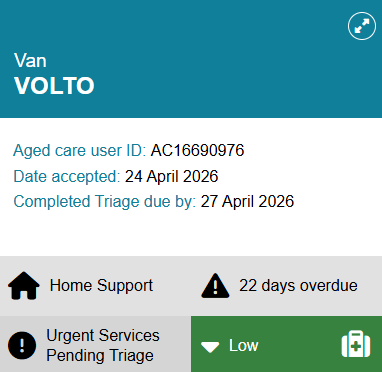 Van
VOLTO
Aged care user ID: AC16690976
Date accepted: 24 April 2026
Completed Triage due by: 27 April 2026
Home Support
22 days overdue
Urgent Services
Pending Triage
Low